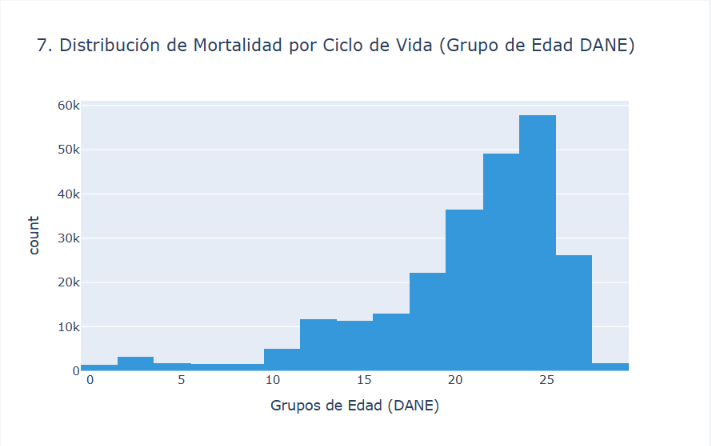 7. Distribución de Mortalidad por Ciclo de Vida (Grupo de Edad DANE)
60k
50k
40k
30k
20k
10k
0
count
0 5 10 15 20 25
Grupos de Edad (DANE)